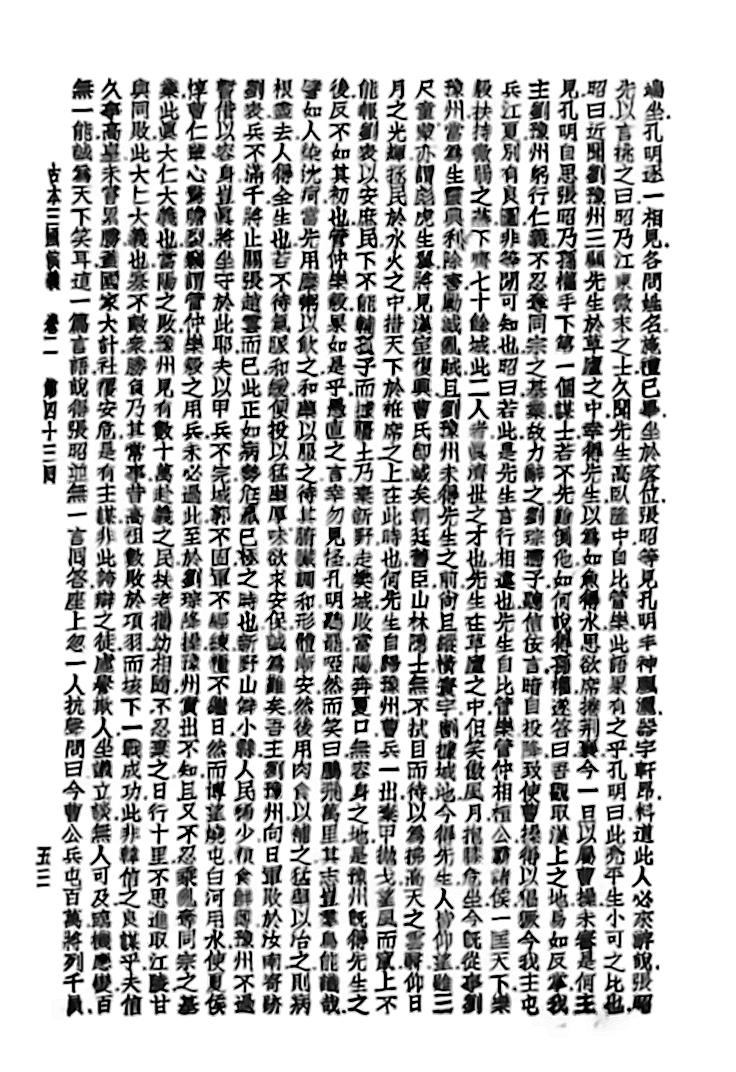 端坐孔明逐一相見各問姓名施禮已畢坐於客位張昭等見孔明丰神飄灑器宇軒昂料道此人必來游說張昭
先以言挑之曰昭乃江東微末之士久聞先生高臥隆中自比管樂此語果有之乎孔明曰此亮平生小可之比也
昭曰近聞劉豫州三顧先生於草廬之中幸得先生以為如魚得水思欲席捲荊襄今一旦以屬曹操未審是何主
見孔明自思張昭乃孫權手下第一個謀士若不先難倒他如何說得孫權遂答曰吾觀取漢上之地易如反掌我
主劉豫州躬行仁義不忍奪同宗之基業故力辭之劉琮孺子聽信佞言暗自投降致使曹操得以猖獗今我主屯
兵江夏別有良圖非等閒可知也昭曰若此是先生言行相違也先生自比管樂管仲相桓公霸諸侯一匡天下樂
毅扶持微弱之燕下齊七十餘城此二人者真濟世之才也先生在草廬之中但笑傲風月抱膝危坐今既從事劉
豫州當為生靈興利除害勦滅亂賊且劉豫州未得先生之前尚且縱橫寰宇割據城池今得先生人皆仰望雖三
尺童蒙亦謂彪虎生翼將見漢室復興曹氏即滅矣朝廷舊臣山林隱士無不拭目而待以為拂高天之雲翳仰日
月之光輝拯民於水火之中措天下於袵席之上在此時也何先生自歸豫州曹兵一出棄甲拋戈望風而竄上不
能報劉表以安庶民下不能輔孤子而據疆土乃棄新野走樊城敗當陽奔夏口無容身之地是豫州既得先生之
後反不如其初也管仲樂毅果如是乎愚直之言幸勿見怪孔明聽罷啞然而笑曰鵬飛萬里其志豈羣鳥能識哉
譬如人染沈疴當先用糜粥以飲之和藥以服之待其腑臟調和形體漸安然後用肉食以補之猛藥以治之則病
根盡去人得全生也若不待氣脈和緩便投以猛藥厚味欲求安保誠為難矣吾主劉豫州向日軍敗於汝南寄跡
劉表兵不滿千將止關張趙雲而已此正如病勢尫羸已極之時也新野山僻小縣人民稀少糧食鮮薄豫州不過
暫借以容身豈真將坐守於此耶夫以甲兵不完城郭不固軍不經練糧不繼日然而博望燒屯白河用水使夏侯
惇曹仁輩心驚膽裂竊謂管仲樂毅之用兵未必過此至於劉琮降操豫州實出不知且又不忍乘亂奪同宗之基
業此真大仁大義也當陽之敗豫州見有數十萬赴義之民扶老攜幼相隨不忍棄之日行十里不思進取江陵甘
與同敗此大仁大義也寡不敵眾勝負乃其常事昔高祖數敗於項羽而垓下一戰成功此非韓信之良謀乎夫信
久事高皇未嘗累勝蓋國家大計社稷安危是有主謀非比誇辯之徒虛譽欺人坐議立談無人可及臨機應變百
無一能誠為天下笑耳這一篇言語說得張昭並無一言回答座上忽一人抗聲問曰今曹公兵屯百萬將列千員
古本三國演義 卷二 第四十三回 五三